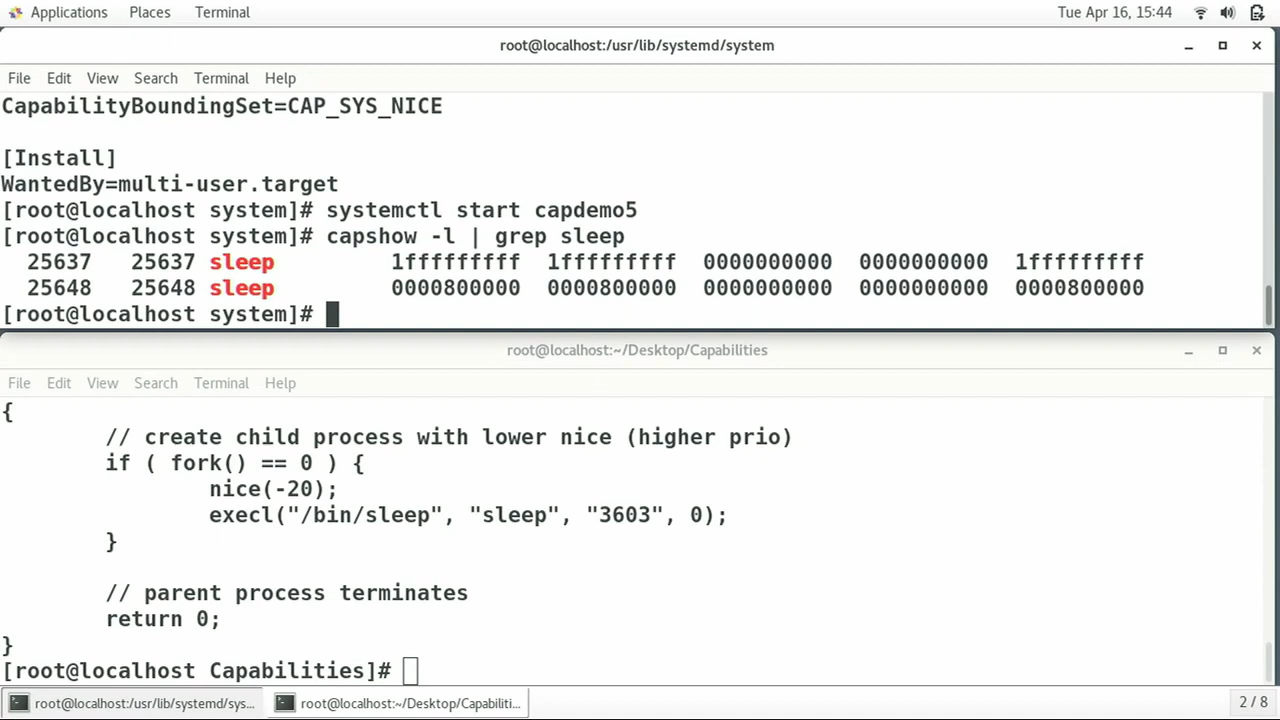 Applications Places Terminal Tue Apr 16, 15:44
root@localhost:/usr/lib/systemd/system
File Edit View Search Terminal Help
CapabilityBoundingSet=CAP_SYS_NICE
[Install]
WantedBy=multi-user.target
[root@localhost system]# systemctl start capdemo5
[root@localhost system]# capshow -l | grep sleep
25637 25637 sleep 1fffffffff 1fffffffff 0000000000 0000000000 1fffffffff
25648 25648 sleep 0000800000 0000800000 0000000000 0000000000 0000800000
[root@localhost system]#
root@localhost:~/Desktop/Capabilities
File Edit View Search Terminal Help
{
// create child process with lower nice (higher prio)
if ( fork() == 0 ) {
nice(-20);
execl("/bin/sleep", "sleep", "3603", 0);
}
// parent process terminates
return 0;
}
[root@localhost Capabilities]#
root@localhost:/usr/lib/systemd/sys... root@localhost:~/Desktop/Capabiliti... 2 / 8